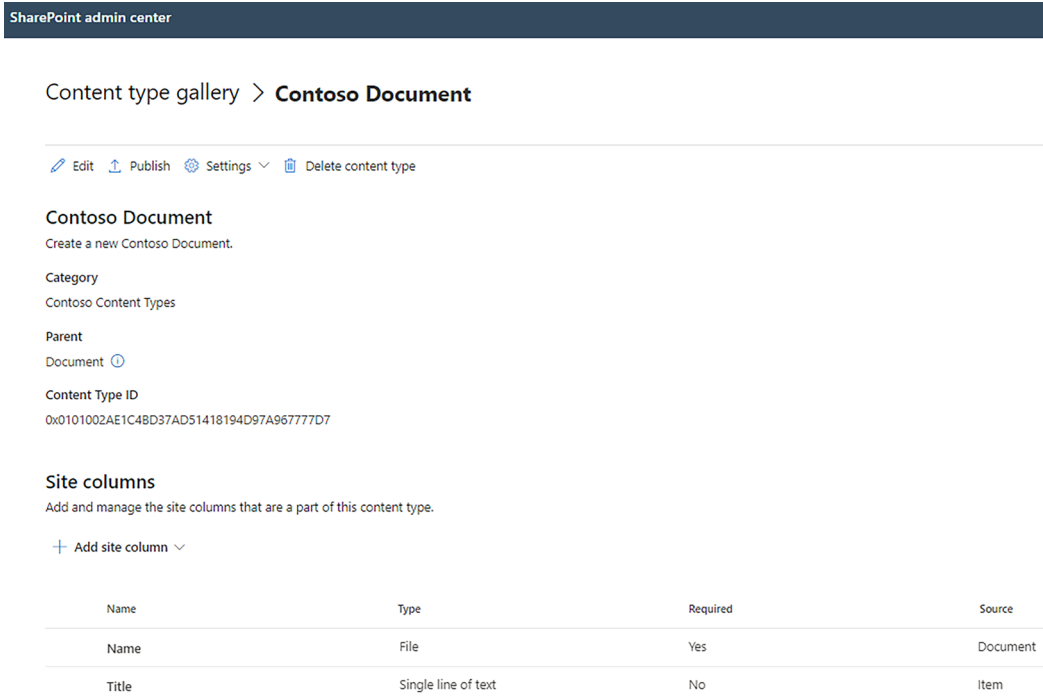 SharePoint admin center
Content type gallery > Contoso Document
Edit Publish Settings Delete content type
Contoso Document
Create a new Contoso Document.
Category
Contoso Content Types
Parent
Document
Content Type ID
0x0101002AE1C4BD37AD51418194D97A967777D7
Site columns
Add and manage the site columns that are a part of this content type.
Add site column
Name Type Required Source
Name File Yes Document
Title Single line of text No Item